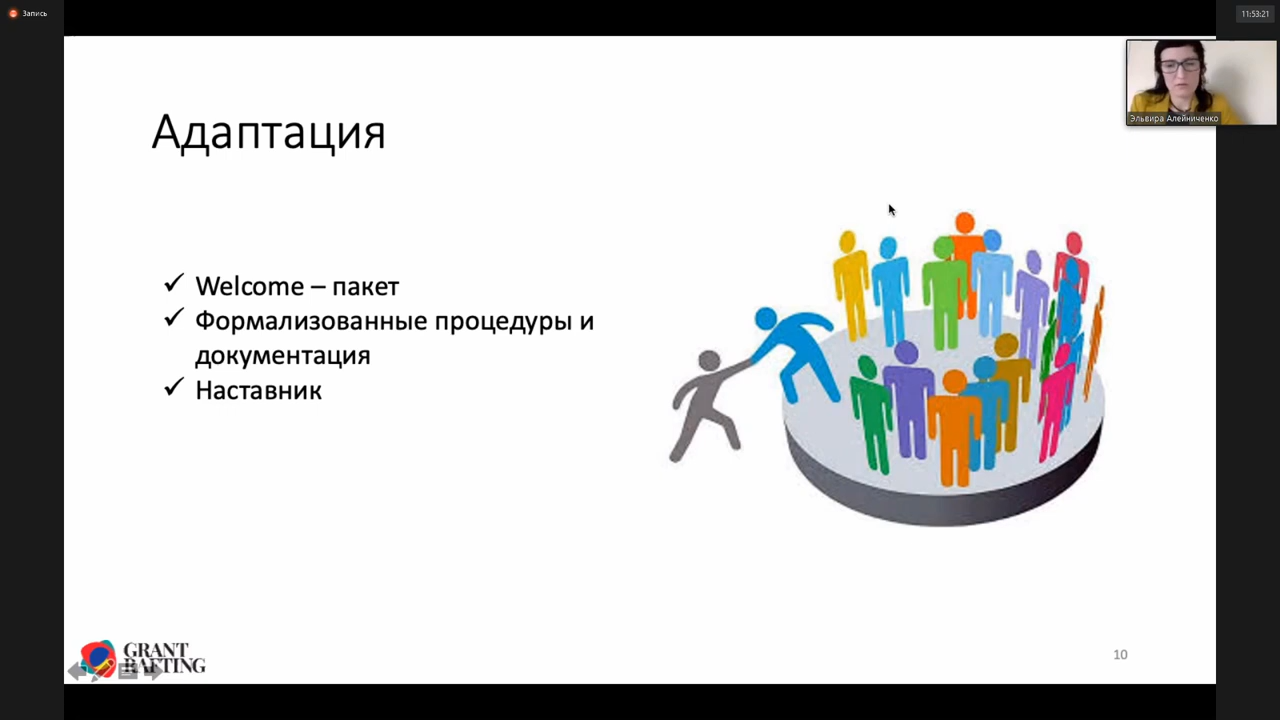 Запись
11:53:21
Эльвира Алейниченко
Адаптация
Welcome – пакет
Формализованные процедуры и
документация
Наставник
GRANT
RAFTING
10